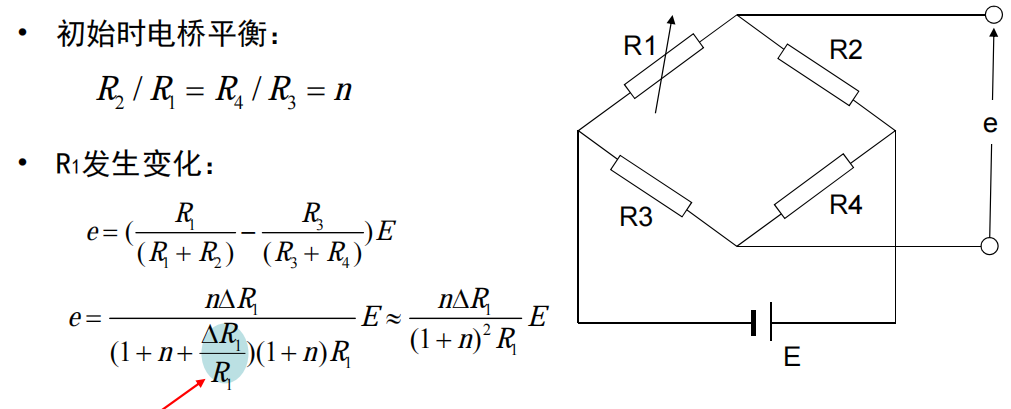 • 初始时电桥平衡：
R₂ / R₁ = R₄ / R₃ = n
• R1发生变化：
e = ( R₁ / (R₁ + R₂) − R₃ / (R₃ + R₄) ) E
e = nΔR₁ / ( (1 + n + ΔR₁ / R₁)(1 + n)R₁ ) E ≈ nΔR₁ / ( (1 + n)² R₁ ) E
R1
R2
e
R3
R4
E